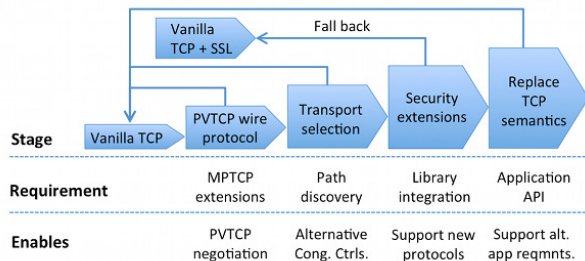 Vanilla
TCP + SSL
Fall back
Stage
Vanilla TCP
PVTCP wire
protocol
Transport
selection
Security
extensions
Replace
TCP
semantics
Requirement
MPTCP
extensions
Path
discovery
Library
integration
Application
API
Enables
PVTCP
negotiation
Alternative
Cong. Ctrls.
Support new
protocols
Support alt.
app reqmnts.